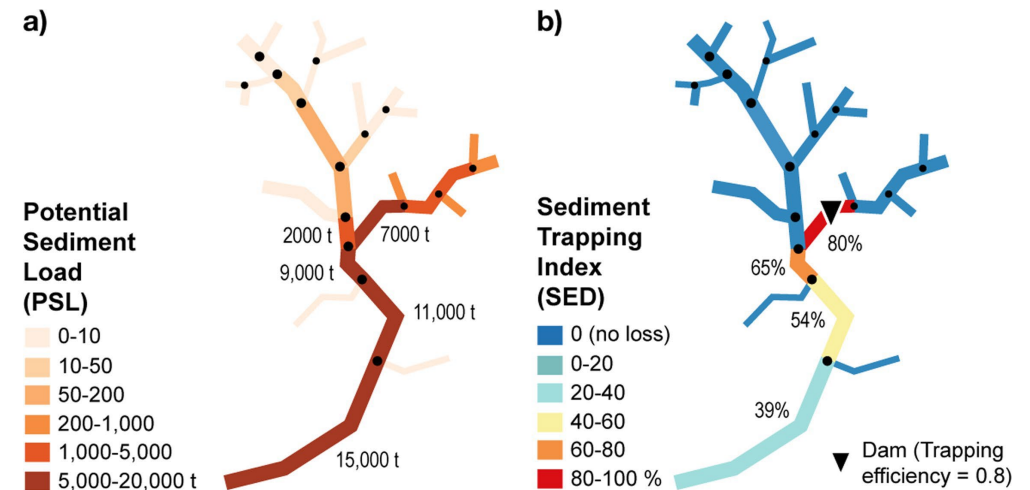 a)
Potential
Sediment
Load
(PSL)
0-10
10-50
50-200
200-1,000
1,000-5,000
5,000-20,000 t
2000 t
7000 t
9,000 t
11,000 t
15,000 t
b)
Sediment
Trapping
Index
(SED)
0 (no loss)
0-20
20-40
40-60
60-80
80-100 %
80%
65%
54%
39%
Dam (Trapping
efficiency = 0.8)